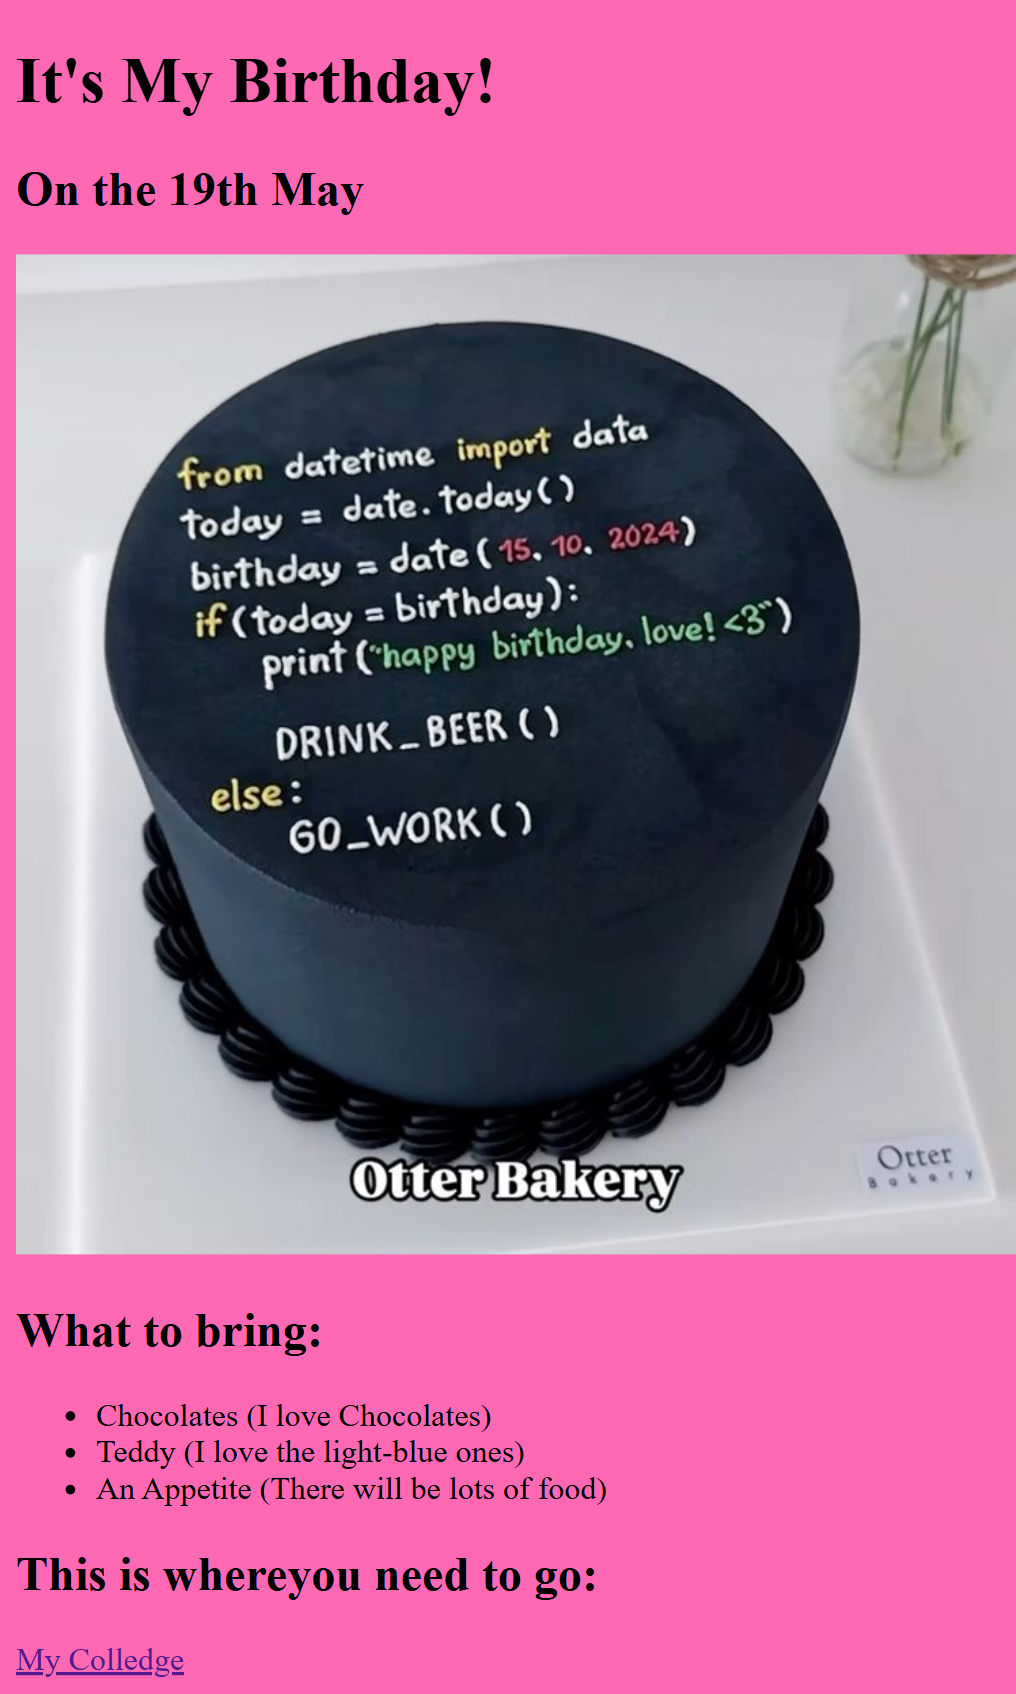 It's My Birthday!
On the 19th May
from datetime import data
today = date.today()
birthday = date(15. 10. 2024)
if(today = birthday):
print("happy birthday, love! <3")
DRINK_BEER()
else:
GO_WORK()
Otter Bakery
Otter
Bakery
What to bring:
Chocolates (I love Chocolates)
Teddy (I love the light-blue ones)
An Appetite (There will be lots of food)
This is whereyou need to go:
My Colledge